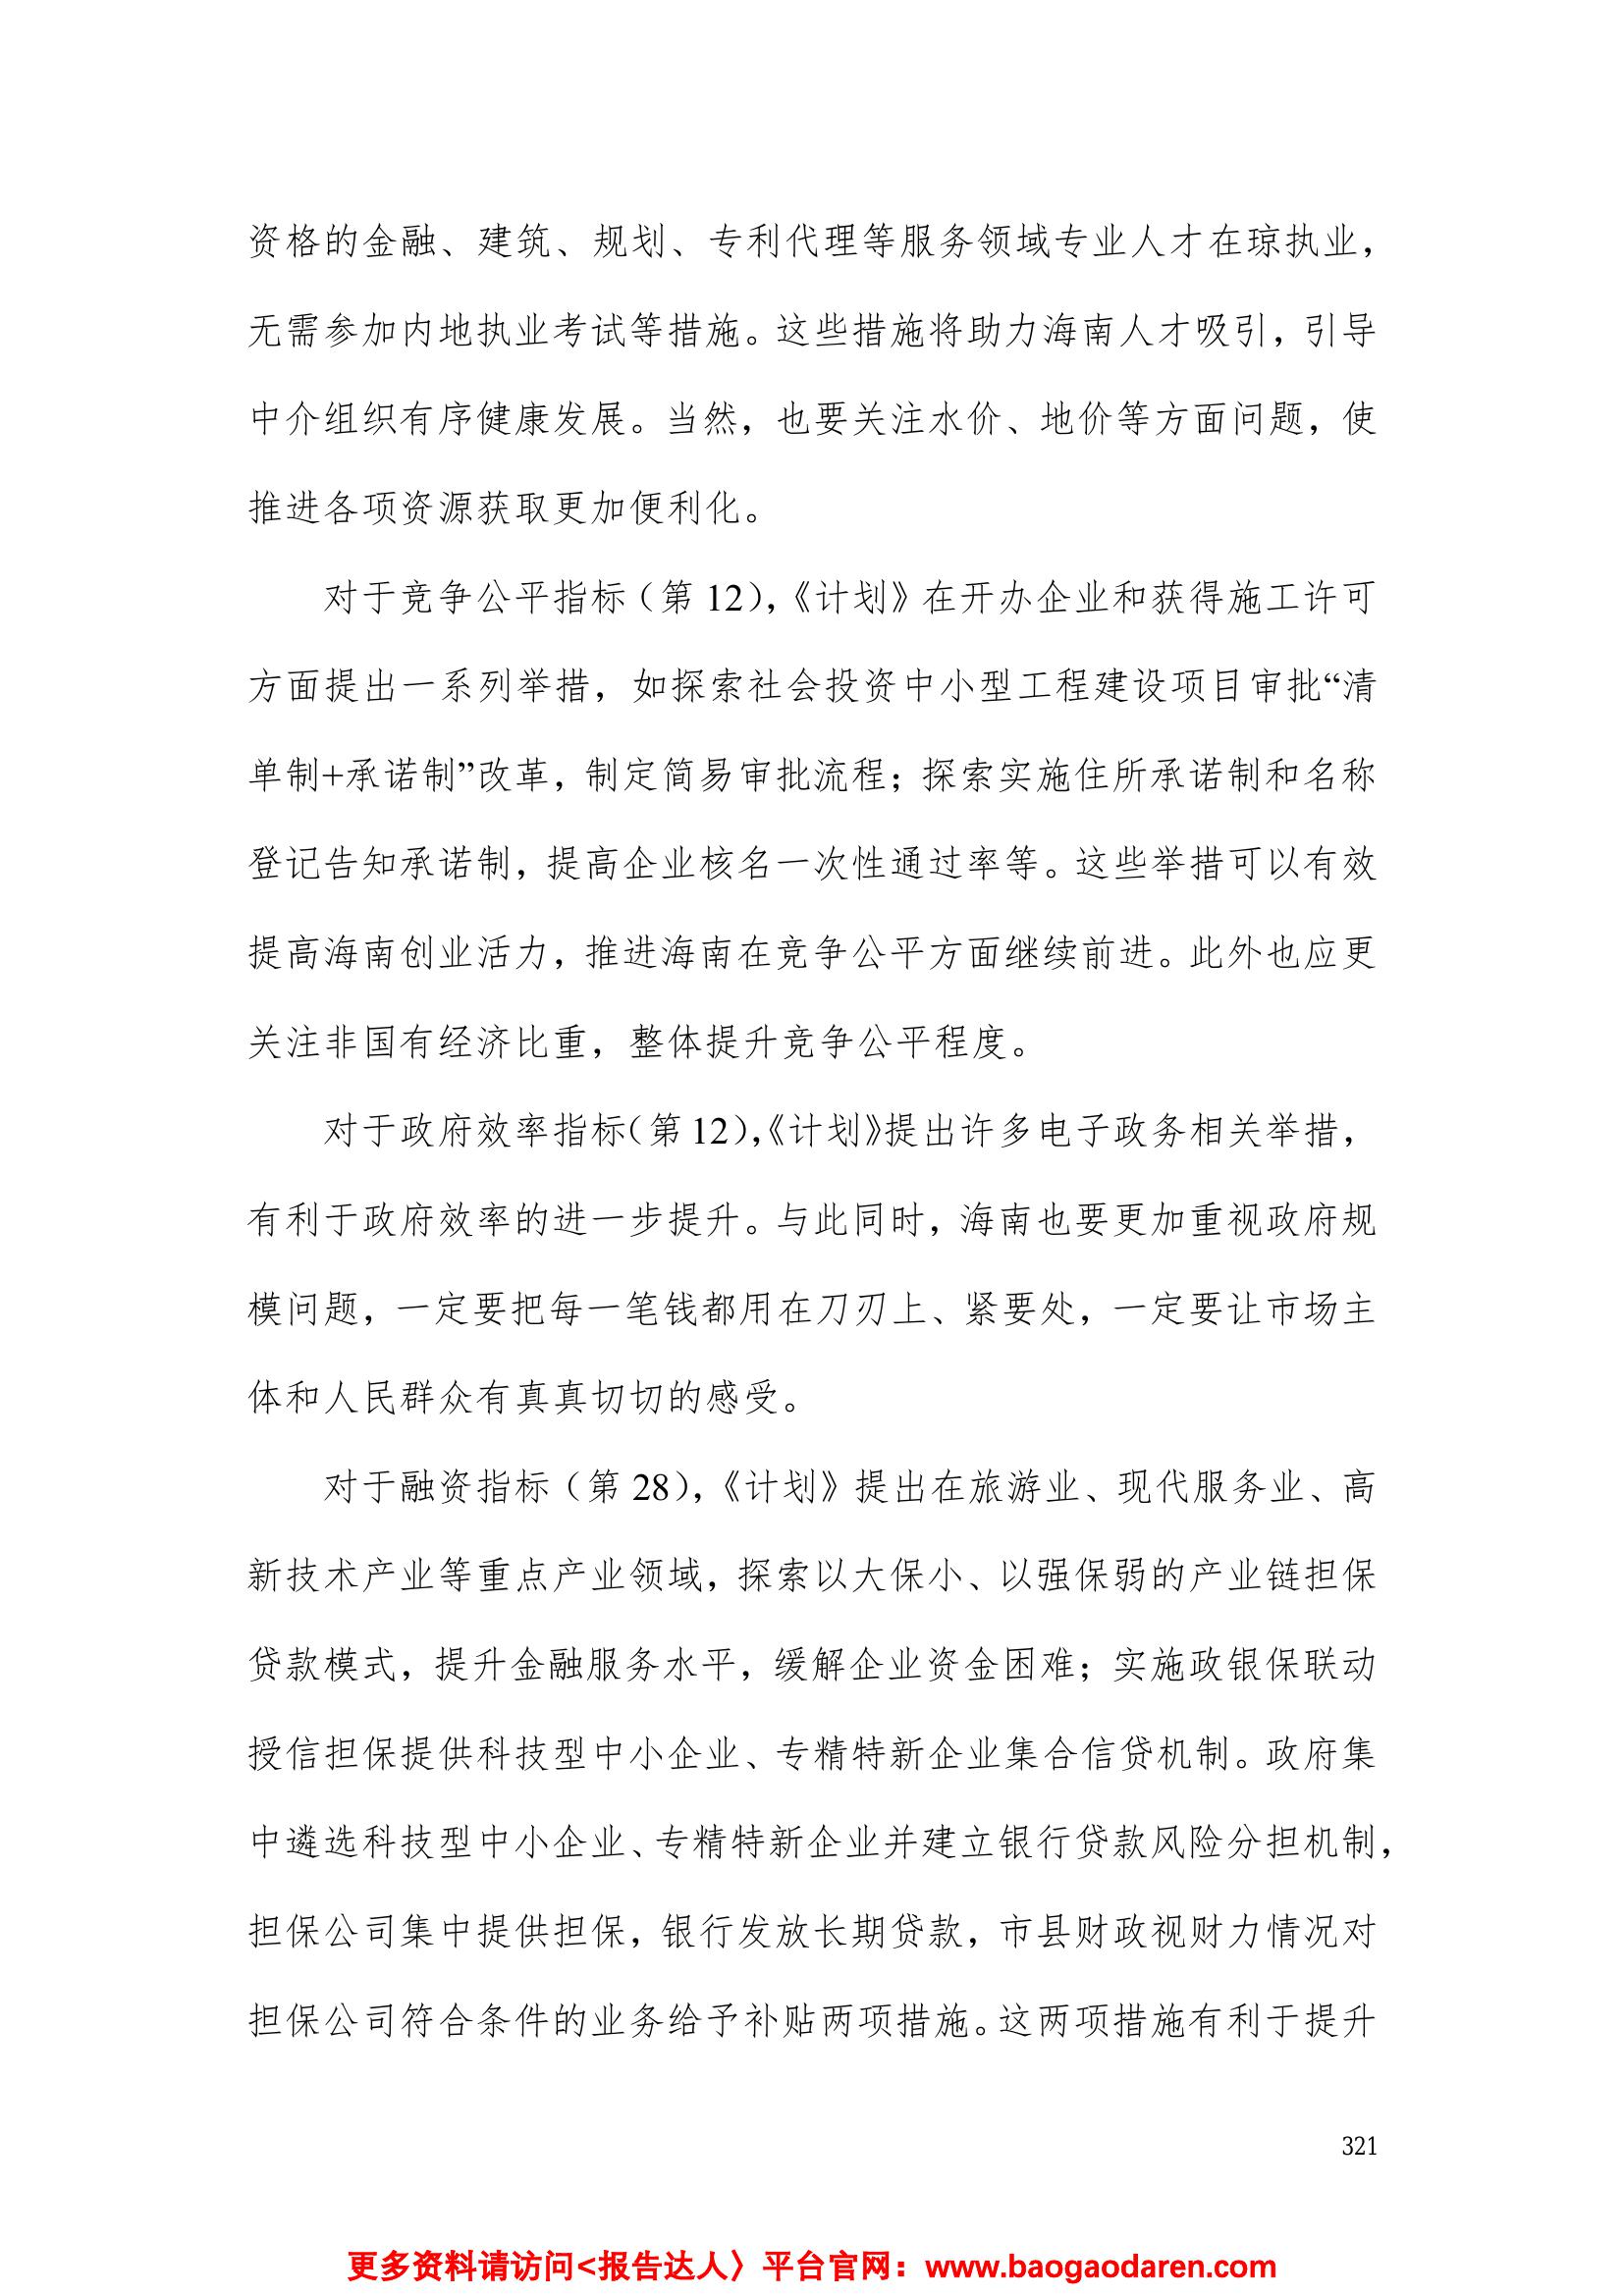 资格的金融、建筑、规划、专利代理等服务领域专业人才在琼执业，
无需参加内地执业考试等措施。这些措施将助力海南人才吸引，引导
中介组织有序健康发展。当然，也要关注水价、地价等方面问题，使
推进各项资源获取更加便利化。
对于竞争公平指标（第 12），《计划》在开办企业和获得施工许可
方面提出一系列举措，如探索社会投资中小型工程建设项目审批“清
单制+承诺制”改革，制定简易审批流程；探索实施住所承诺制和名称
登记告知承诺制，提高企业核名一次性通过率等。这些举措可以有效
提高海南创业活力，推进海南在竞争公平方面继续前进。此外也应更
关注非国有经济比重，整体提升竞争公平程度。
对于政府效率指标（第 12），《计划》提出许多电子政务相关举措，
有利于政府效率的进一步提升。与此同时，海南也要更加重视政府规
模问题，一定要把每一笔钱都用在刀刃上、紧要处，一定要让市场主
体和人民群众有真真切切的感受。
对于融资指标（第 28），《计划》提出在旅游业、现代服务业、高
新技术产业等重点产业领域，探索以大保小、以强保弱的产业链担保
贷款模式，提升金融服务水平，缓解企业资金困难；实施政银保联动
授信担保提供科技型中小企业、专精特新企业集合信贷机制。政府集
中遴选科技型中小企业、专精特新企业并建立银行贷款风险分担机制，
担保公司集中提供担保，银行发放长期贷款，市县财政视财力情况对
担保公司符合条件的业务给予补贴两项措施。这两项措施有利于提升
321
更多资料请访问<报告达人〉平台官网：www.baogaodaren.com